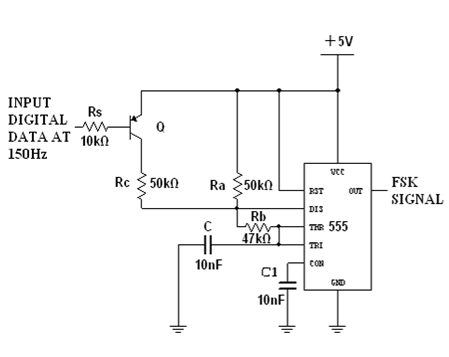 +5V
INPUT
DIGITAL
DATA AT
150Hz
Rs
10kΩ
Q
Rc 50kΩ
Ra 50kΩ
Rb
47kΩ
C
10nF
C1
10nF
VCC
RST OUT
DIS
THR 555
TRI
CON
GND
FSK
SIGNAL